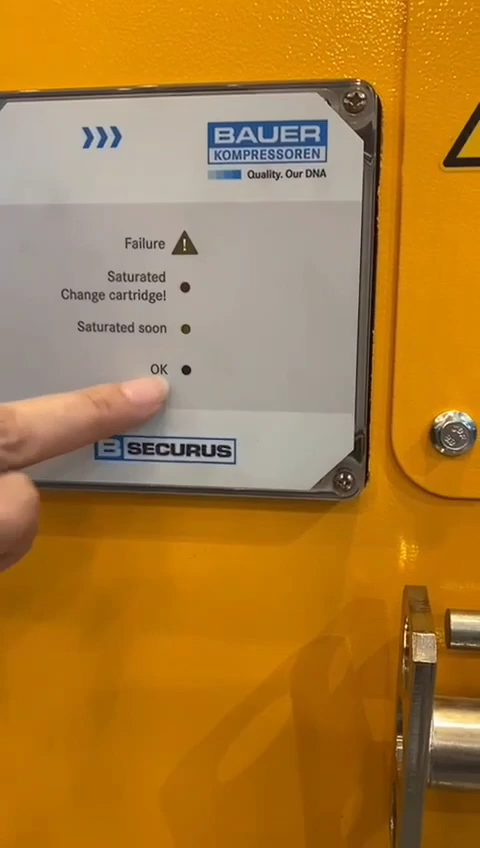 BAUER
KOMPRESSOREN
Quality. Our DNA
Failure
Saturated
Change cartridge!
Saturated soon
OK
B SECURUS